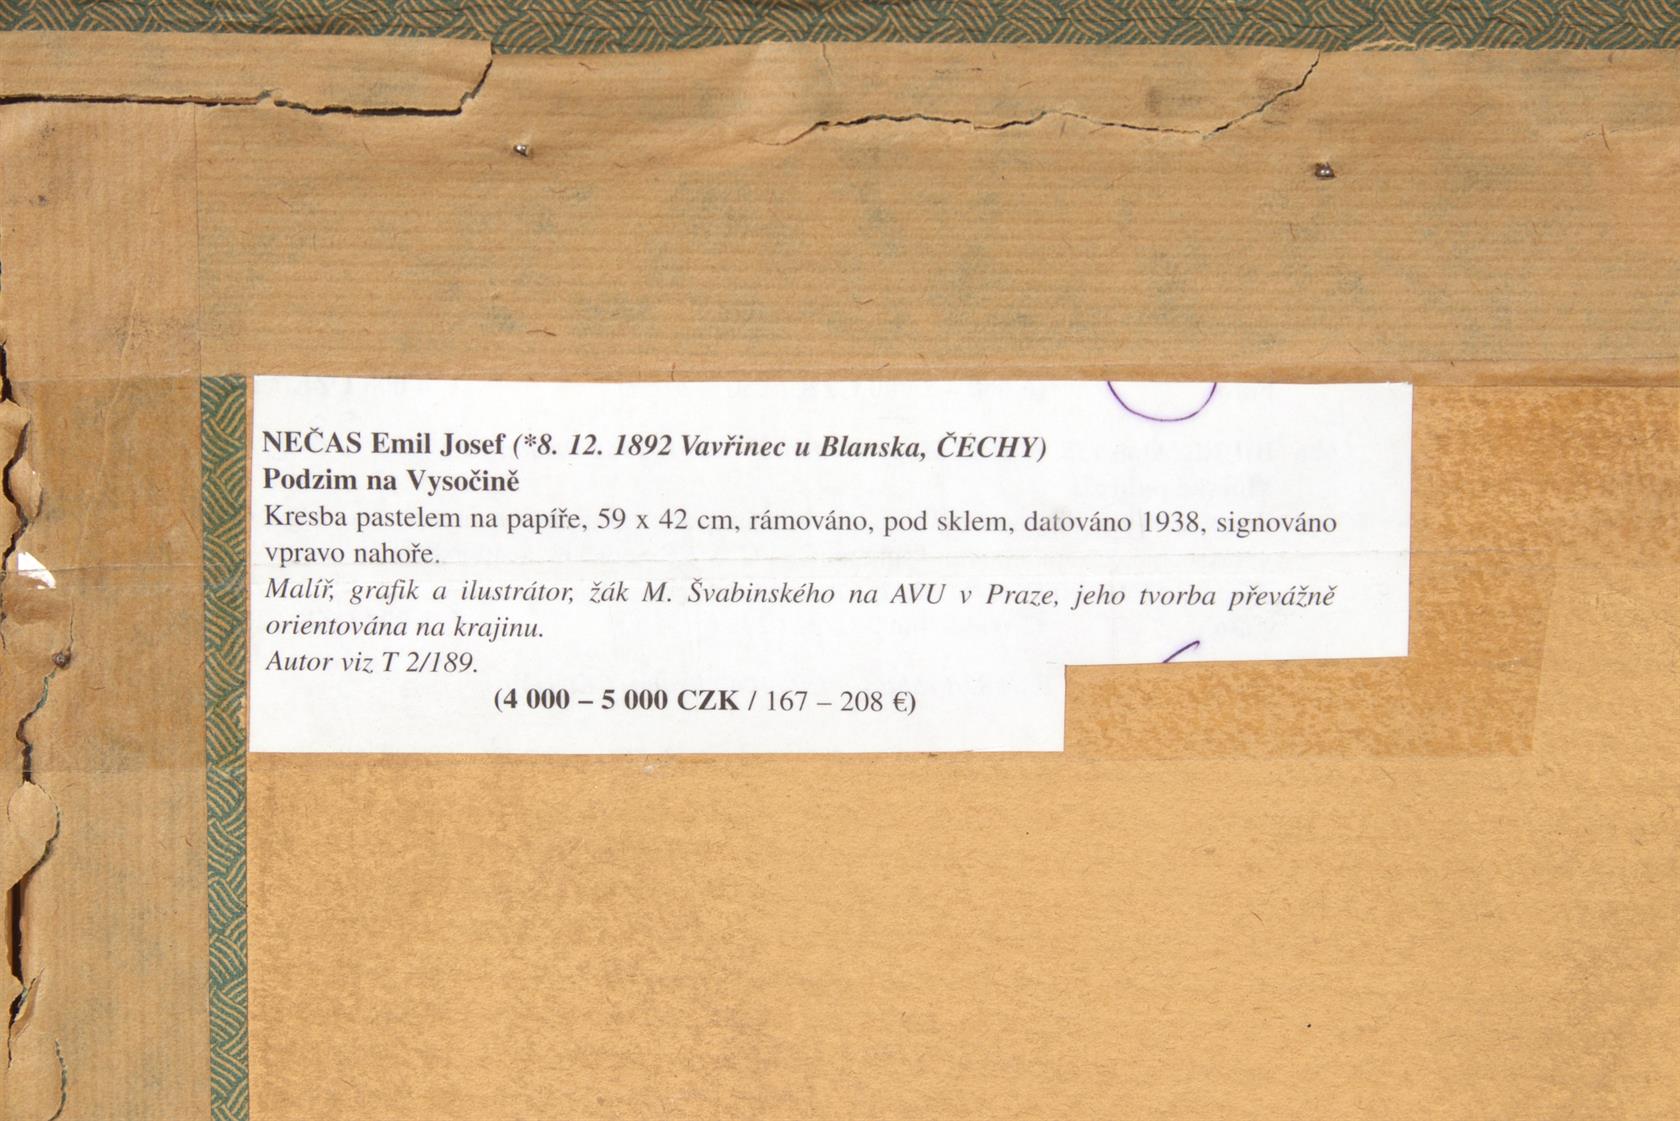 NEČAS Emil Josef (*8. 12. 1892 Vavřinec u Blanska, ČECHY)
Podzim na Vysočině
Kresba pastelem na papíře, 59 x 42 cm, rámováno, pod sklem, datováno 1938, signováno
vpravo nahoře.
Malíř, grafik a ilustrátor, žák M. Švabinského na AVU v Praze, jeho tvorba převážně
orientována na krajinu.
Autor viz T 2/189.
(4 000 – 5 000 CZK / 167 – 208 €)